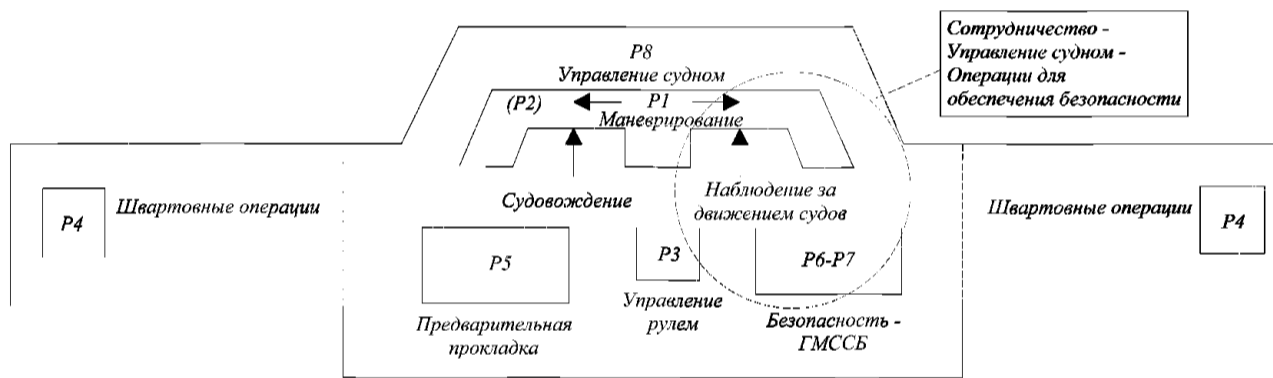 Сотрудничество -
Управление судном -
Операции для
обеспечения безопасности
P8
Управление судном
(P2)
P1
Маневрирование
Судовождение
Наблюдение за
движением судов
P4
Швартовные операции
Швартовные операции
P4
P5
P3
P6-P7
Предварительная
прокладка
Управление
рулем
Безопасность -
ГМССБ